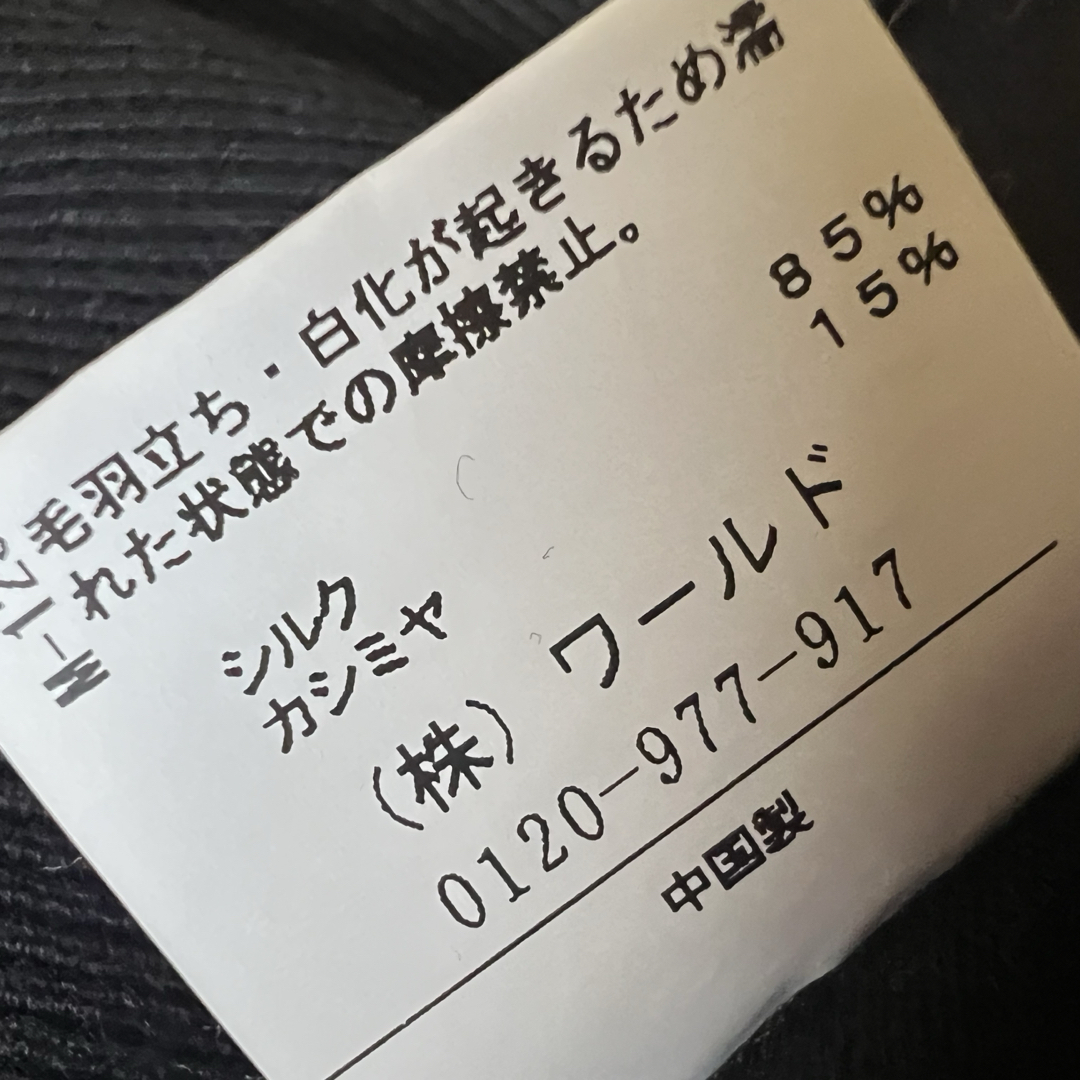 毛羽立ち・白化が起きるため濡
れた状態での摩擦禁止。
シルク 85%
カシミヤ 15%
(株) ワールド
0120-977-917
中国製